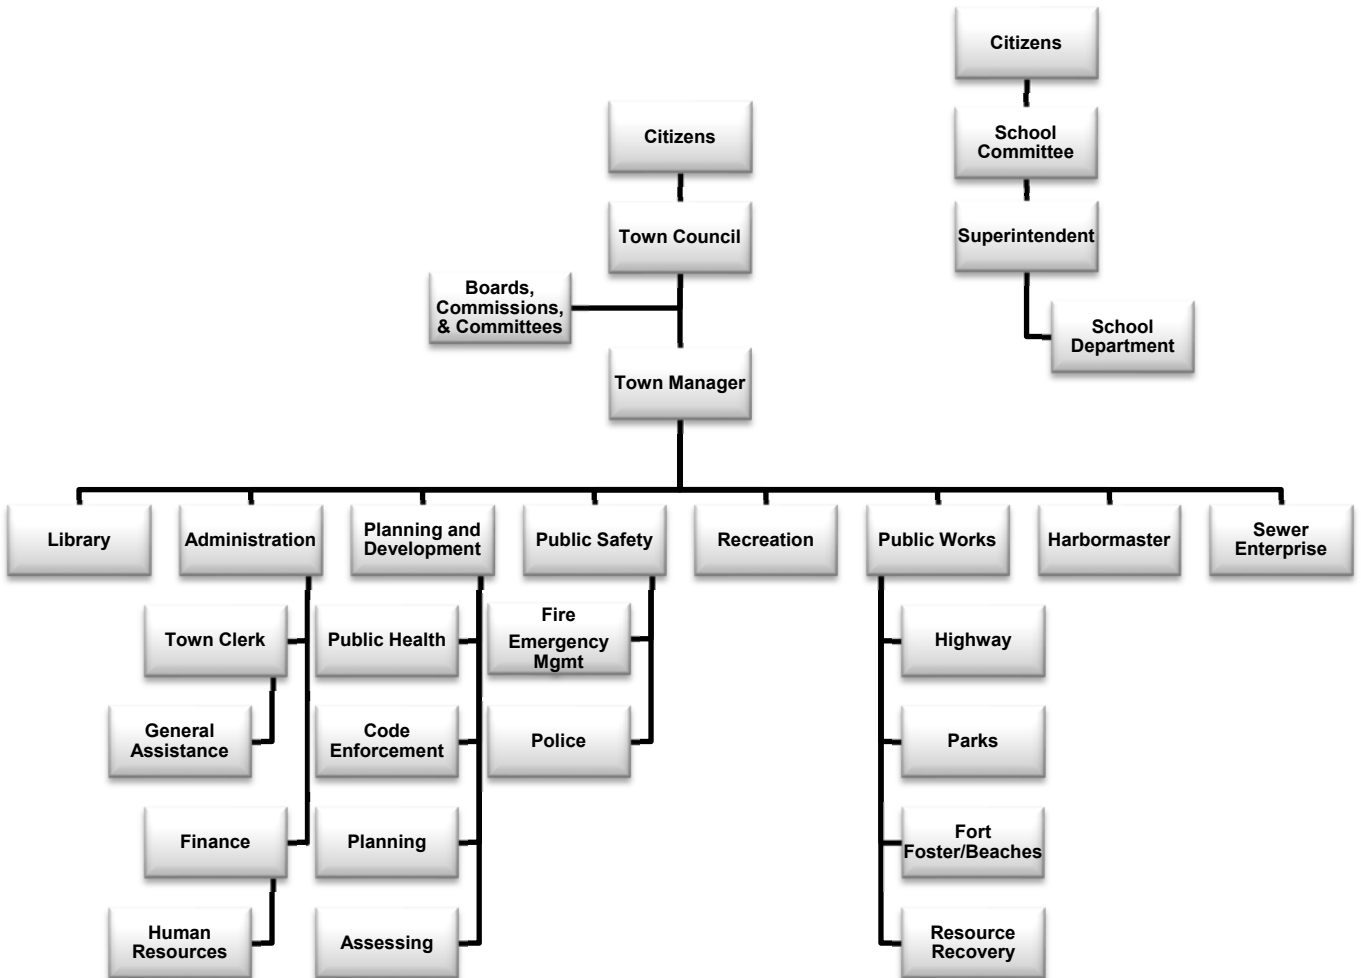 Citizens
School
Committee
Superintendent
School
Department
Citizens
Town Council
Boards,
Commissions,
& Committees
Town Manager
Library
Administration
Planning and
Development
Public Safety
Recreation
Public Works
Harbormaster
Sewer
Enterprise
Town Clerk
General
Assistance
Finance
Human
Resources
Public Health
Code
Enforcement
Planning
Assessing
Fire
Emergency
Mgmt
Police
Highway
Parks
Fort
Foster/Beaches
Resource
Recovery